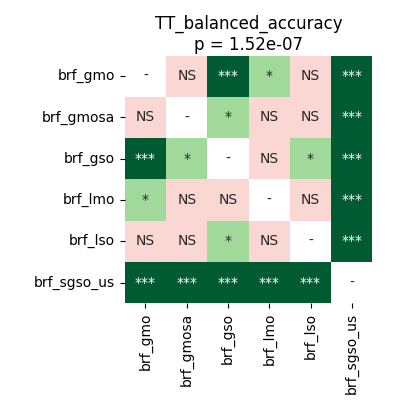 TT_balanced_accuracy
p = 1.52e-07
brf_gmo - NS *** * NS ***
brf_gmosa NS - * NS NS ***
brf_gso *** * - NS * ***
brf_lmo * NS NS - NS ***
brf_lso NS NS * NS - ***
brf_sgso_us *** *** *** *** *** -
brf_gmo
brf_gmosa
brf_gso
brf_lmo
brf_lso
brf_sgso_us